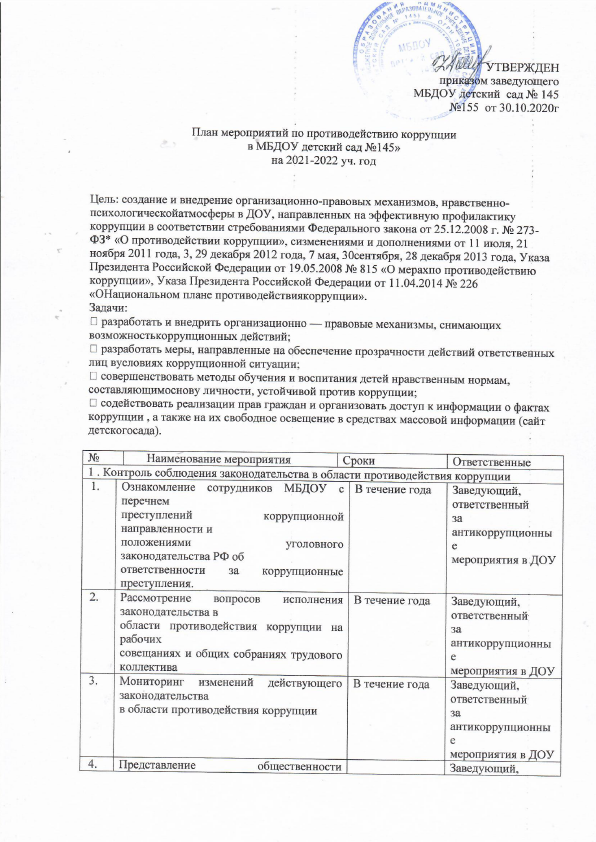 МБДОУ
УТВЕРЖДЕН
приказом заведующего
МБДОУ детский сад № 145
№155 от 30.10.2020г
План мероприятий по противодействию коррупции
в МБДОУ детский сад №145»
на 2021-2022 уч. год
Цель: создание и внедрение организационно-правовых механизмов, нравственно-
психологическойатмосферы в ДОУ, направленных на эффективную профилактику
коррупции в соответствии стребованиями Федерального закона от 25.12.2008 г. № 273-
ФЗ* «О противодействии коррупции», сизменениями и дополнениями от 11 июля, 21
ноября 2011 года, 3, 29 декабря 2012 года, 7 мая, 30сентября, 28 декабря 2013 года, Указа
Президента Российской Федерации от 19.05.2008 № 815 «О мерахпо противодействию
коррупции», Указа Президента Российской Федерации от 11.04.2014 № 226
«ОНациональном плане противодействиякоррупции».
Задачи:
□ разработать и внедрить организационно — правовые механизмы, снимающих
возможностькоррупционных действий;
□ разработать меры, направленные на обеспечение прозрачности действий ответственных
лиц вусловиях коррупционной ситуации;
□ совершенствовать методы обучения и воспитания детей нравственным нормам,
составляющимоснову личности, устойчивой против коррупции;
□ содействовать реализации прав граждан и организовать доступ к информации о фактах
коррупции , а также на их свободное освещение в средствах массовой информации (сайт
детскогосада).
№ Наименование мероприятия Сроки Ответственные
1 . Контроль соблюдения законодательства в области противодействия коррупции
1. Ознакомление сотрудников МБДОУ с В течение года Заведующий,
перечнем ответственный
преступлений коррупционной за
направленности и антикоррупционны
положениями уголовного е
законодательства РФ об мероприятия в ДОУ
ответственности за коррупционные
преступления.
2. Рассмотрение вопросов исполнения В течение года Заведующий,
законодательства в ответственный
области противодействия коррупции на за
рабочих антикоррупционны
совещаниях и общих собраниях трудового е
коллектива мероприятия в ДОУ
3. Мониторинг изменений действующего В течение года Заведующий,
законодательства ответственный
в области противодействия коррупции за
антикоррупционны
е
мероприятия в ДОУ
4. Представление общественности Заведующий,